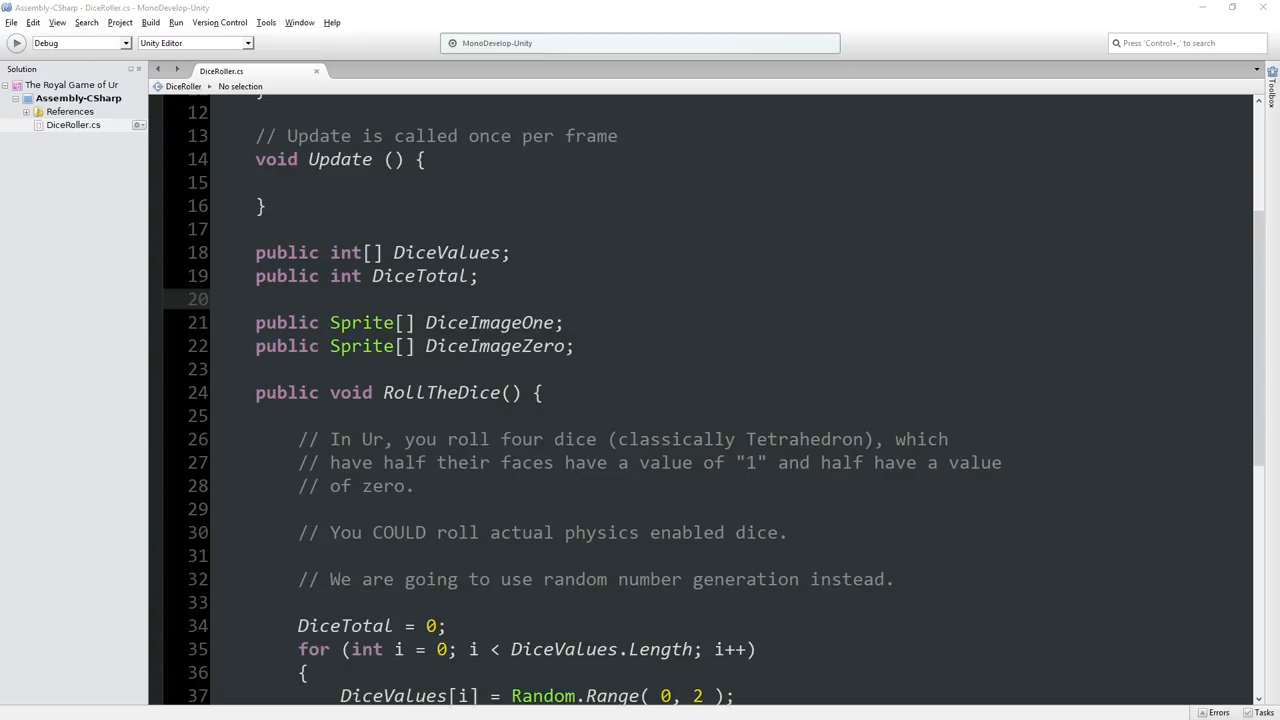 Assembly-CSharp - DiceRoller.cs - MonoDevelop-Unity
File Edit View Search Project Build Run Version Control Tools Window Help
Debug Unity Editor MonoDevelop-Unity Press 'Control+,' to search
Solution DiceRoller.cs
The Royal Game of Ur DiceRoller ▸ No selection
Assembly-CSharp
References
DiceRoller.cs
Toolbox
12
13 // Update is called once per frame
14 void Update () {
15
16 }
17
18 public int[] DiceValues;
19 public int DiceTotal;
20
21 public Sprite[] DiceImageOne;
22 public Sprite[] DiceImageZero;
23
24 public void RollTheDice() {
25
26 // In Ur, you roll four dice (classically Tetrahedron), which
27 // have half their faces have a value of "1" and half have a value
28 // of zero.
29
30 // You COULD roll actual physics enabled dice.
31
32 // We are going to use random number generation instead.
33
34 DiceTotal = 0;
35 for (int i = 0; i < DiceValues.Length; i++)
36 {
37 DiceValues[i] = Random.Range( 0, 2 );
Errors Tasks